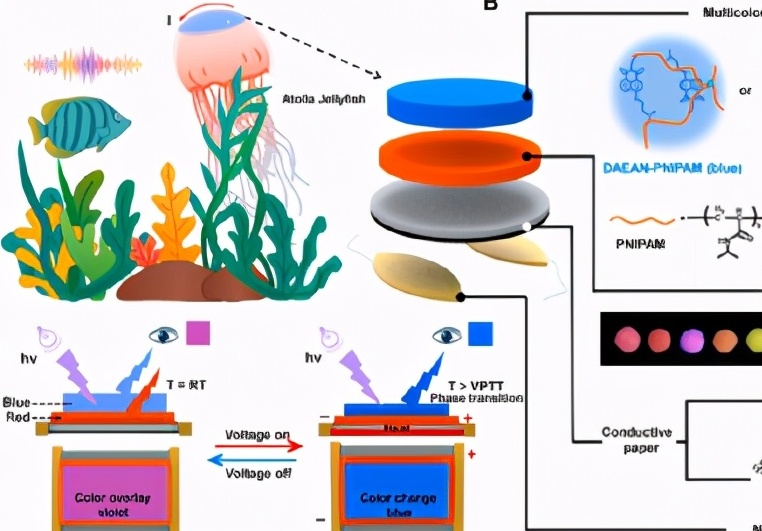 B
Multicolo
Atolla Jellyfish
or
DAEAN-PNIPAM (blue)
PNIPAM
hv
T = RT
Blue
Red
hv
T > VPTT
Phase transition
Heat
Voltage on
Voltage off
Conductive
paper
Color overlay
violet
Color change
blue